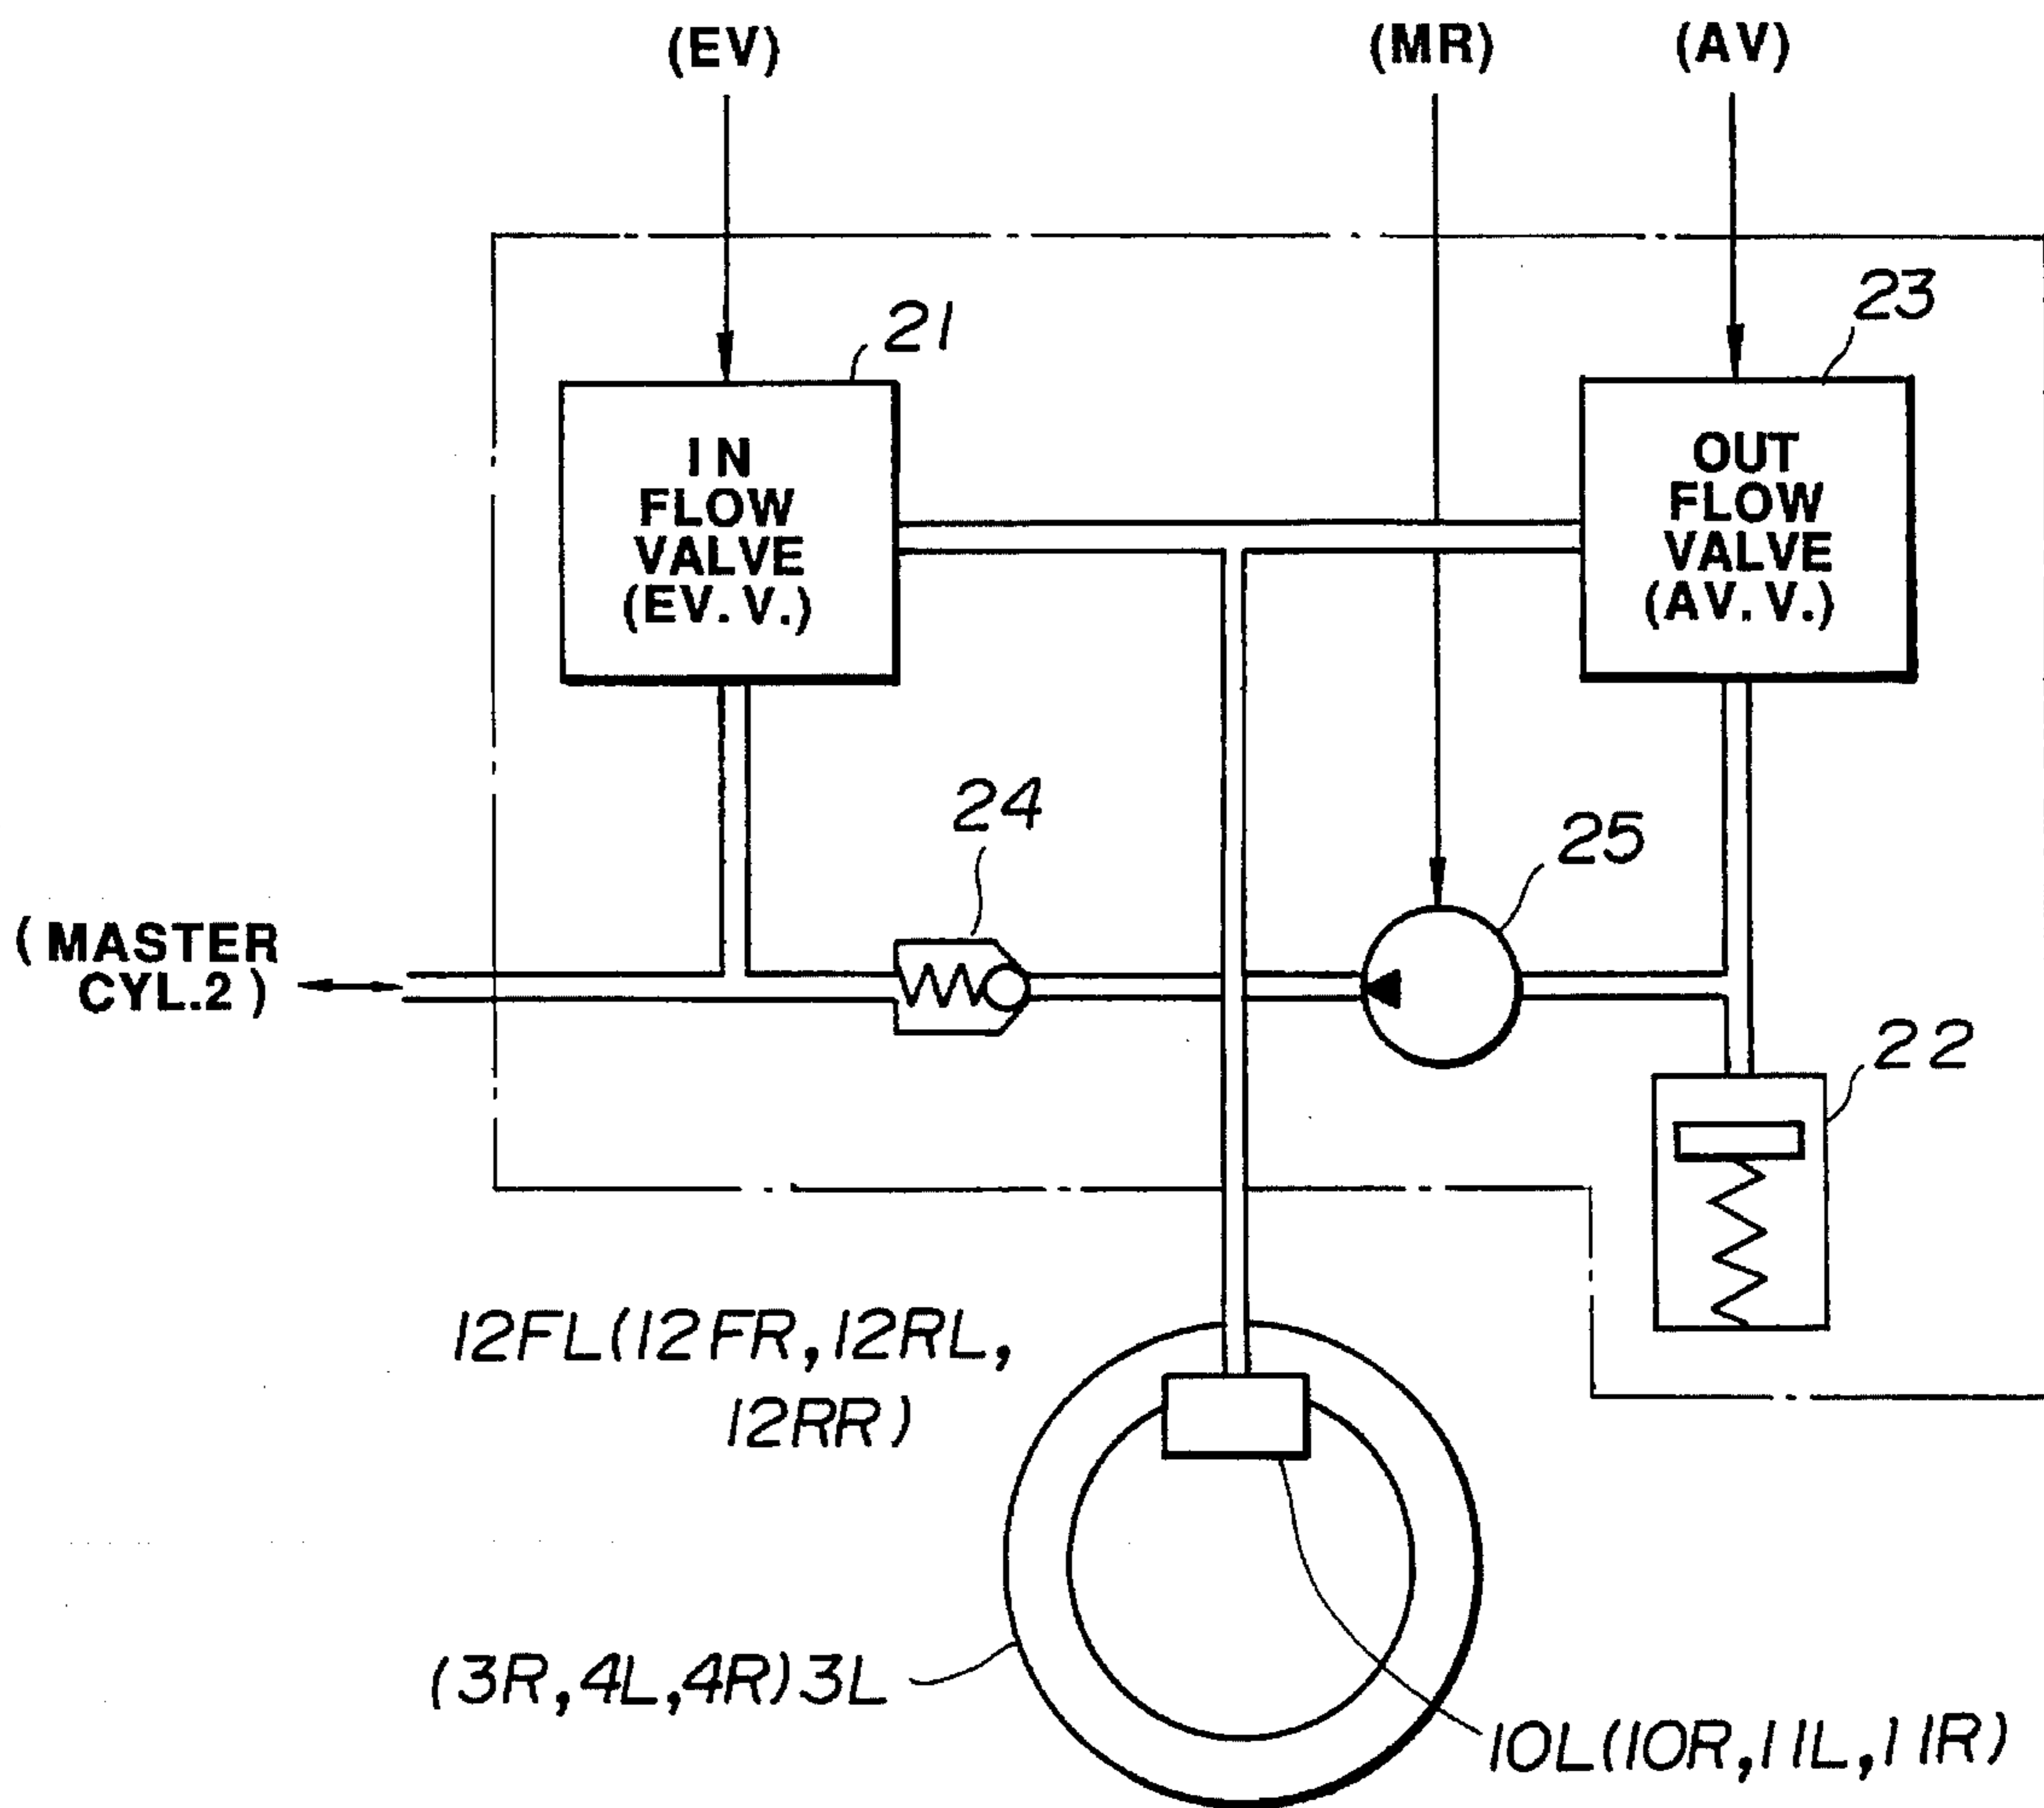 (EV)
(MR)
(AV)
21
23
IN
FLOW
VALVE
(EV. V.)
OUT
FLOW
VALVE
(AV. V.)
24
25
(MASTER
CYL.2)
22
12FL(12FR,12RL,
12RR)
(3R,4L,4R)3L
10L(10R,11L,11R)